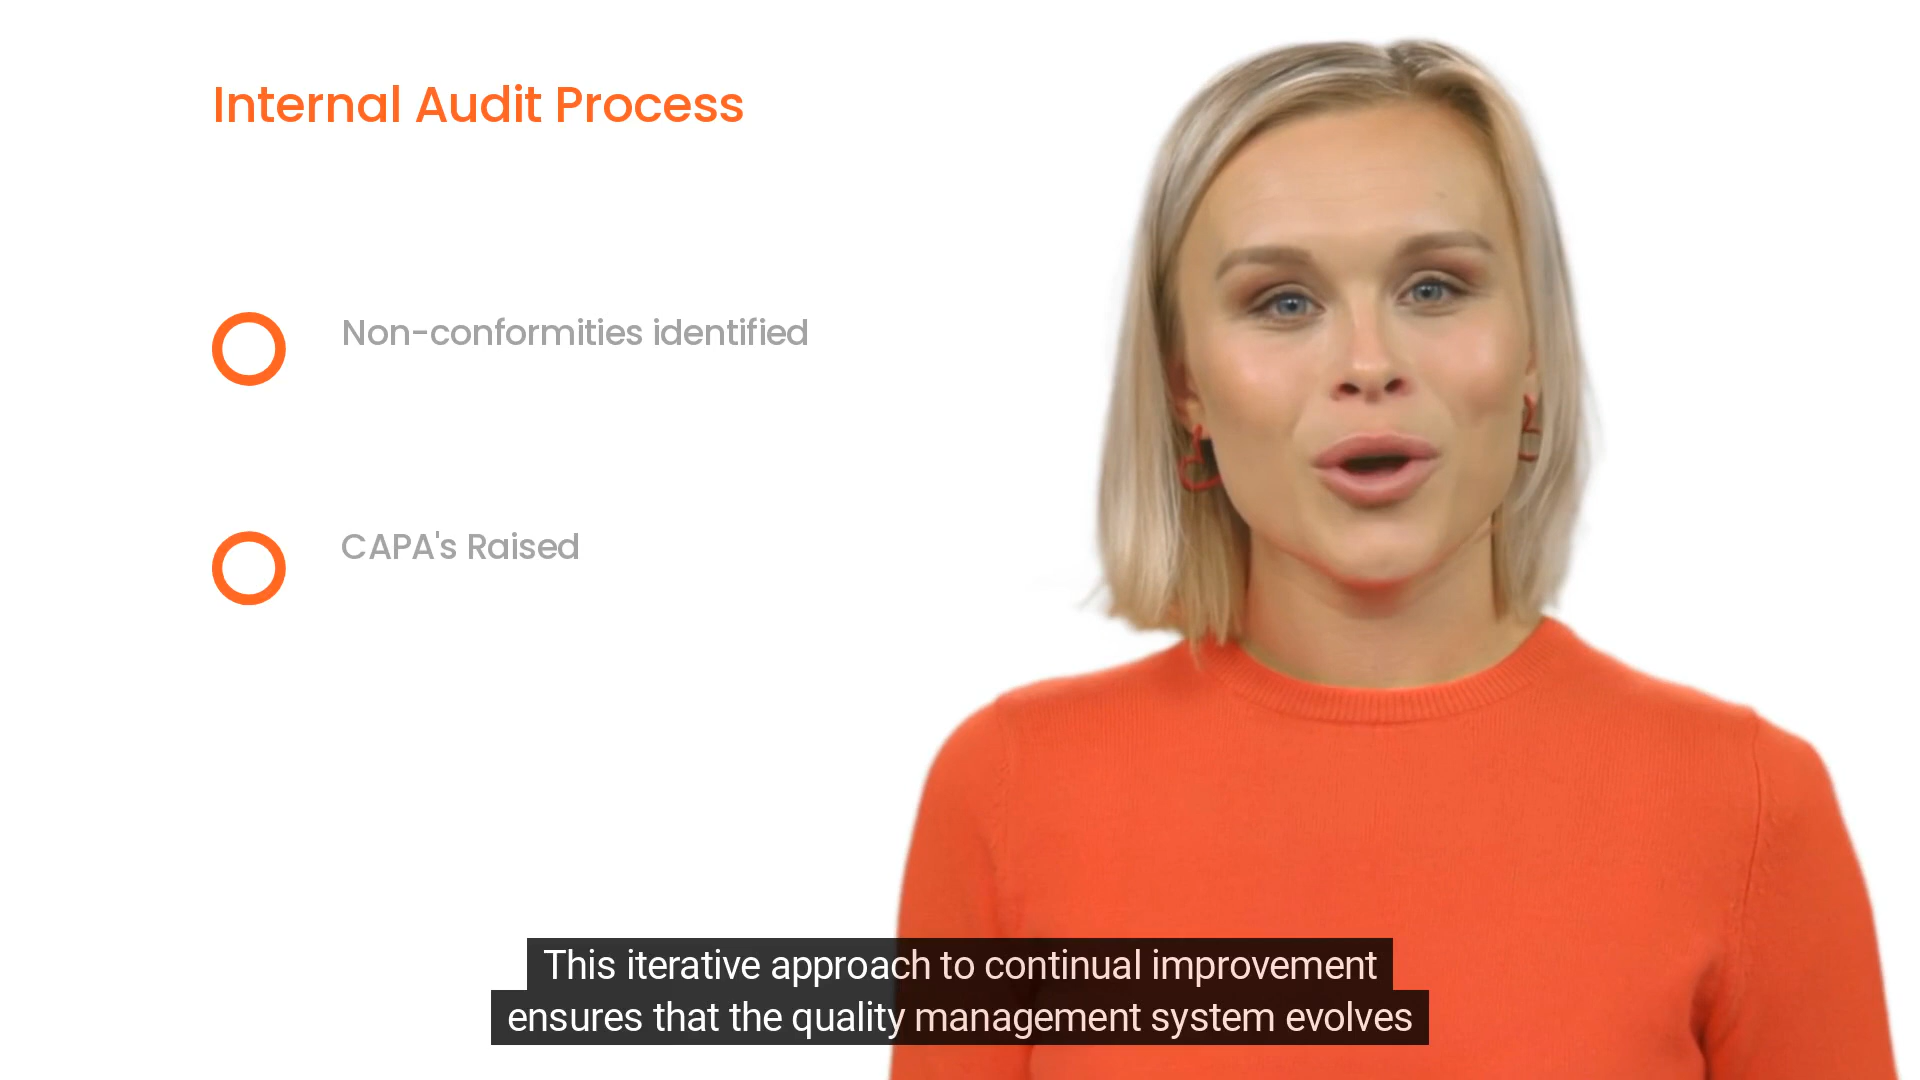 Internal Audit Process
Non-conformities identified
CAPA's Raised
This iterative approach to continual improvement
ensures that the quality management system evolves